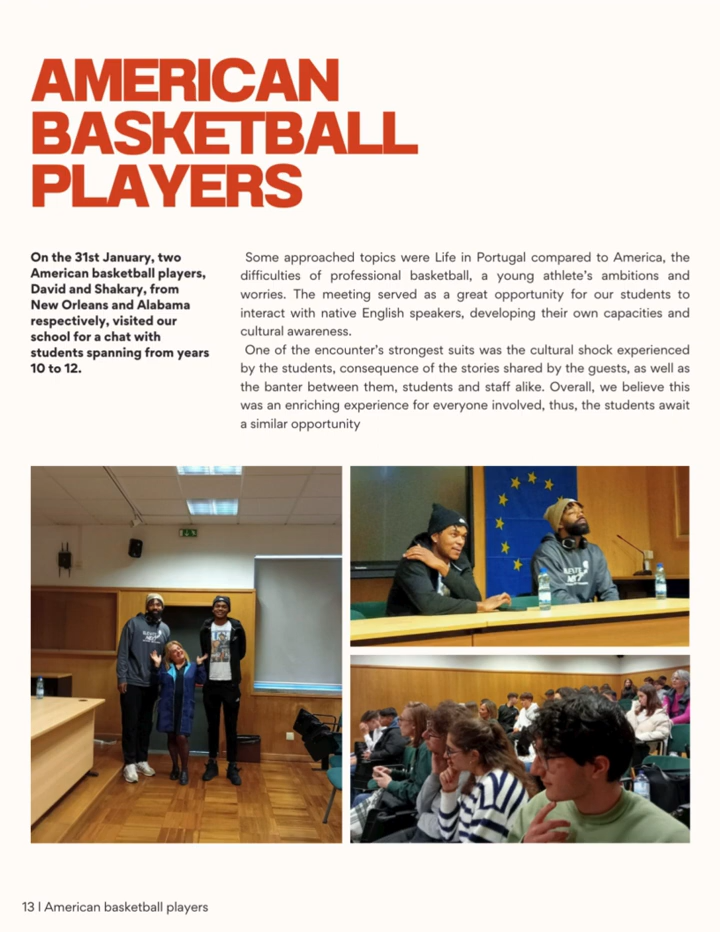 AMERICAN
BASKETBALL
PLAYERS
On the 31st January, two
American basketball players,
David and Shakary, from
New Orleans and Alabama
respectively, visited our
school for a chat with
students spanning from years
10 to 12.
Some approached topics were Life in Portugal compared to America, the
difficulties of professional basketball, a young athlete's ambitions and
worries. The meeting served as a great opportunity for our students to
interact with native English speakers, developing their own capacities and
cultural awareness.
One of the encounter's strongest suits was the cultural shock experienced
by the students, consequence of the stories shared by the guests, as well as
the banter between them, students and staff alike. Overall, we believe this
was an enriching experience for everyone involved, thus, the students await
a similar opportunity
13 | American basketball players